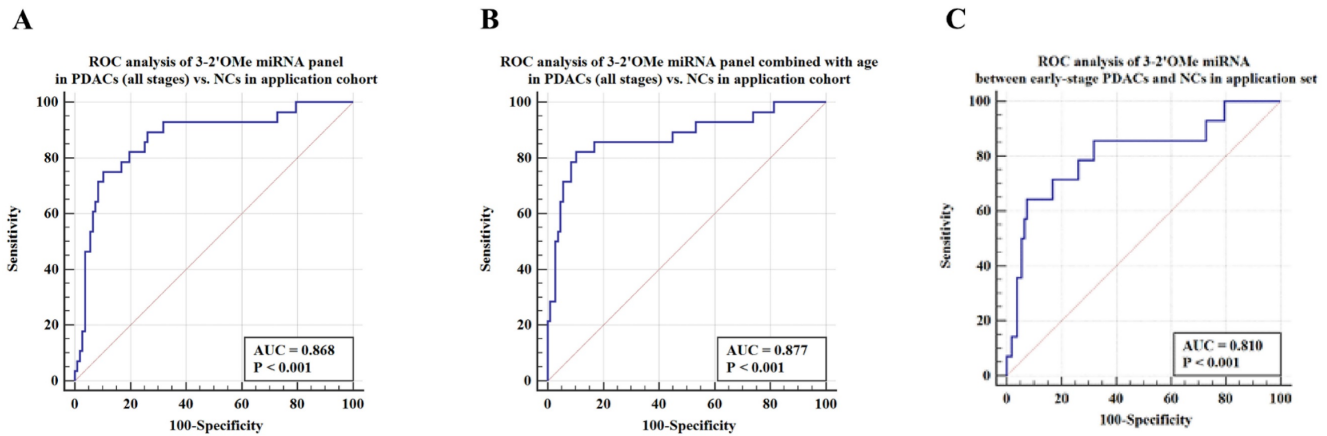 A
ROC analysis of 3-2'OMe miRNA panel
in PDACs (all stages) vs. NCs in application cohort
100
80
60
40
20
0
Sensitivity
AUC = 0.868
P < 0.001
0 20 40 60 80 100
100-Specificity
B
ROC analysis of 3-2'OMe miRNA panel combined with age
in PDACs (all stages) vs. NCs in application cohort
100
80
60
40
20
0
Sensitivity
AUC = 0.877
P < 0.001
0 20 40 60 80 100
100-Specificity
C
ROC analysis of 3-2'OMe miRNA
between early-stage PDACs and NCs in application set
100
80
60
40
20
0
Sensitivity
AUC = 0.810
P < 0.001
0 20 40 60 80 100
100-Specificity